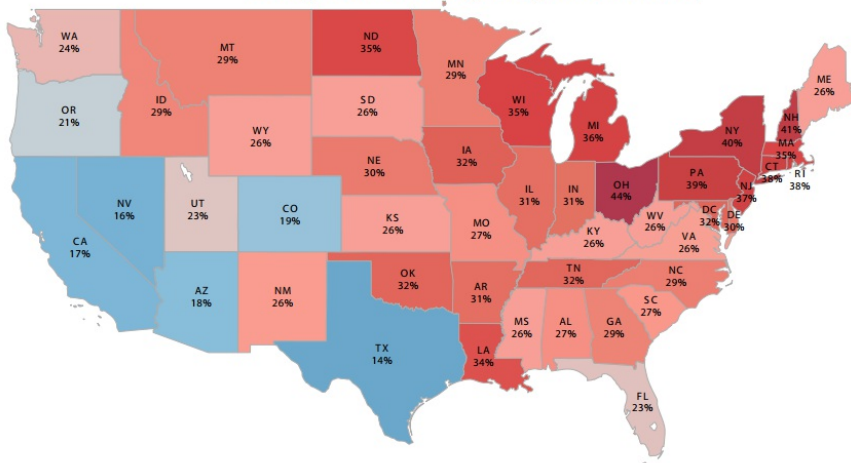 WA
24%
MT
29%
ND
35%
MN
29%
ME
26%
OR
21%
ID
29%
SD
26%
WI
35%
MI
36%
NY
40%
NH
41%
MA
35%
WY
26%
CT
38%
RI
38%
IA
32%
NE
30%
PA
39%
NJ
37%
NV
16%
UT
23%
CO
19%
IL
31%
IN
31%
OH
44%
DC
32%
DE
30%
CA
17%
KS
26%
MO
27%
KY
26%
WV
26%
VA
26%
AZ
18%
NM
26%
OK
32%
AR
31%
TN
32%
NC
29%
SC
27%
MS
26%
AL
27%
GA
29%
TX
14%
LA
34%
FL
23%